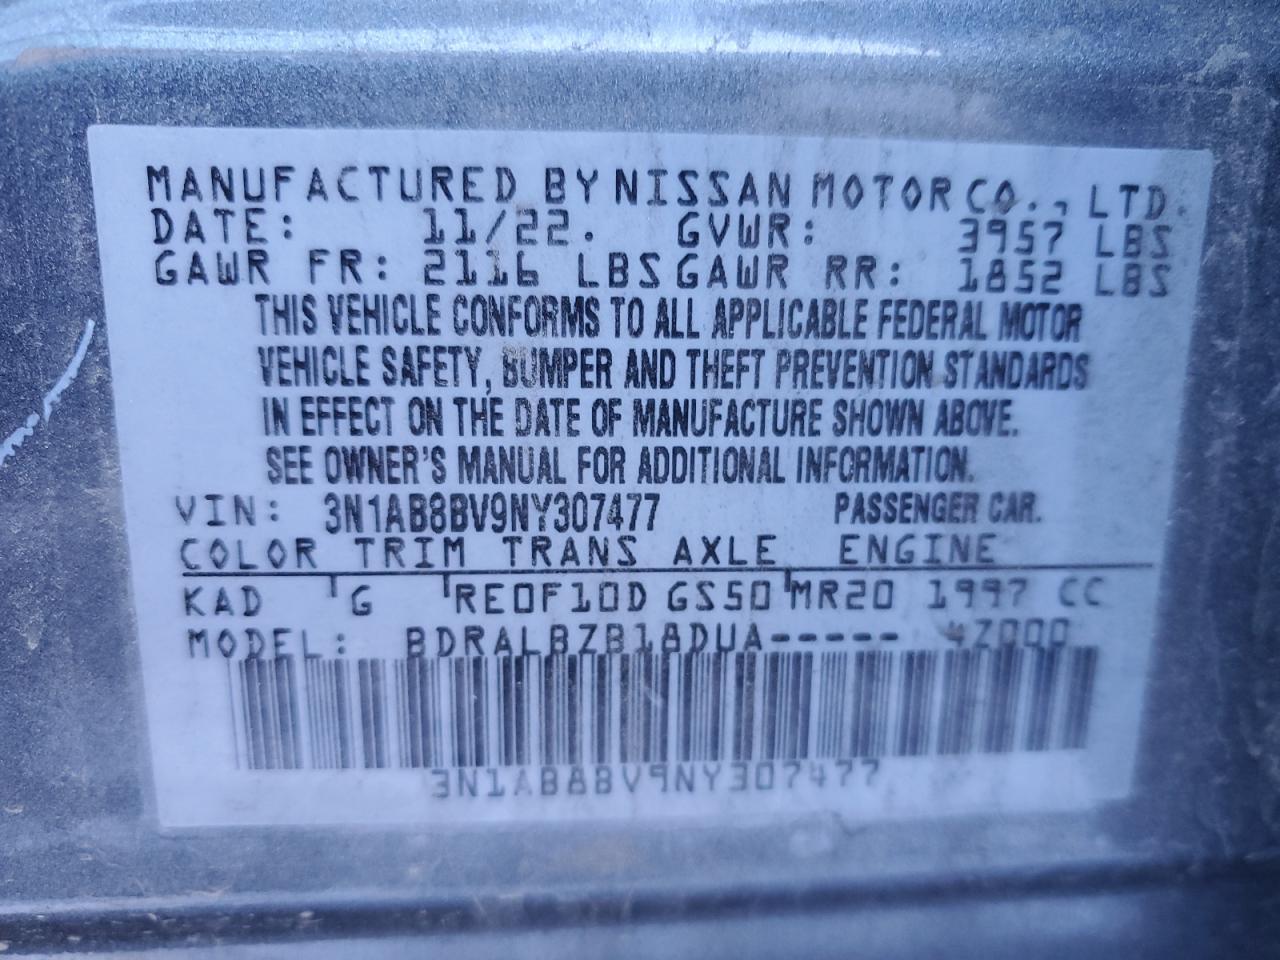 MANUFACTURED BY NISSAN MOTOR CO., LTD.
DATE: 11/22. GVWR: 3957 LBS
GAWR FR: 2116 LBS GAWR RR: 1852 LBS
THIS VEHICLE CONFORMS TO ALL APPLICABLE FEDERAL MOTOR
VEHICLE SAFETY, BUMPER AND THEFT PREVENTION STANDARDS
IN EFFECT ON THE DATE OF MANUFACTURE SHOWN ABOVE.
SEE OWNER'S MANUAL FOR ADDITIONAL INFORMATION.
VIN: 3N1AB8BV9NY307477 PASSENGER CAR.
COLOR TRIM TRANS AXLE ENGINE
KAD G RE0F10D GS50 MR20 1997 CC
MODEL: BDRALBZB18DUA----- 4Z000
3N1AB8BV9NY307477